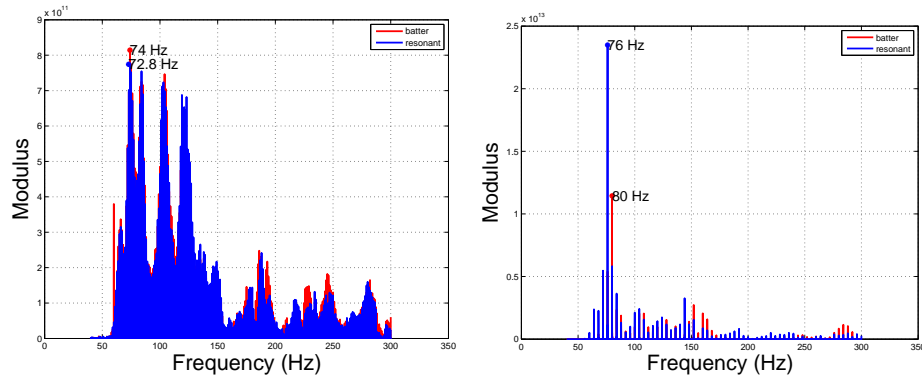 x 10^11
9
8
7
6
5
4
3
2
1
0
Modulus
74 Hz
72.8 Hz
batter
resonant
0 50 100 150 200 250 300 350
Frequency (Hz)
x 10^13
2.5
2
1.5
1
0.5
0
Modulus
76 Hz
80 Hz
batter
resonant
0 50 100 150 200 250 300 350
Frequency (Hz)